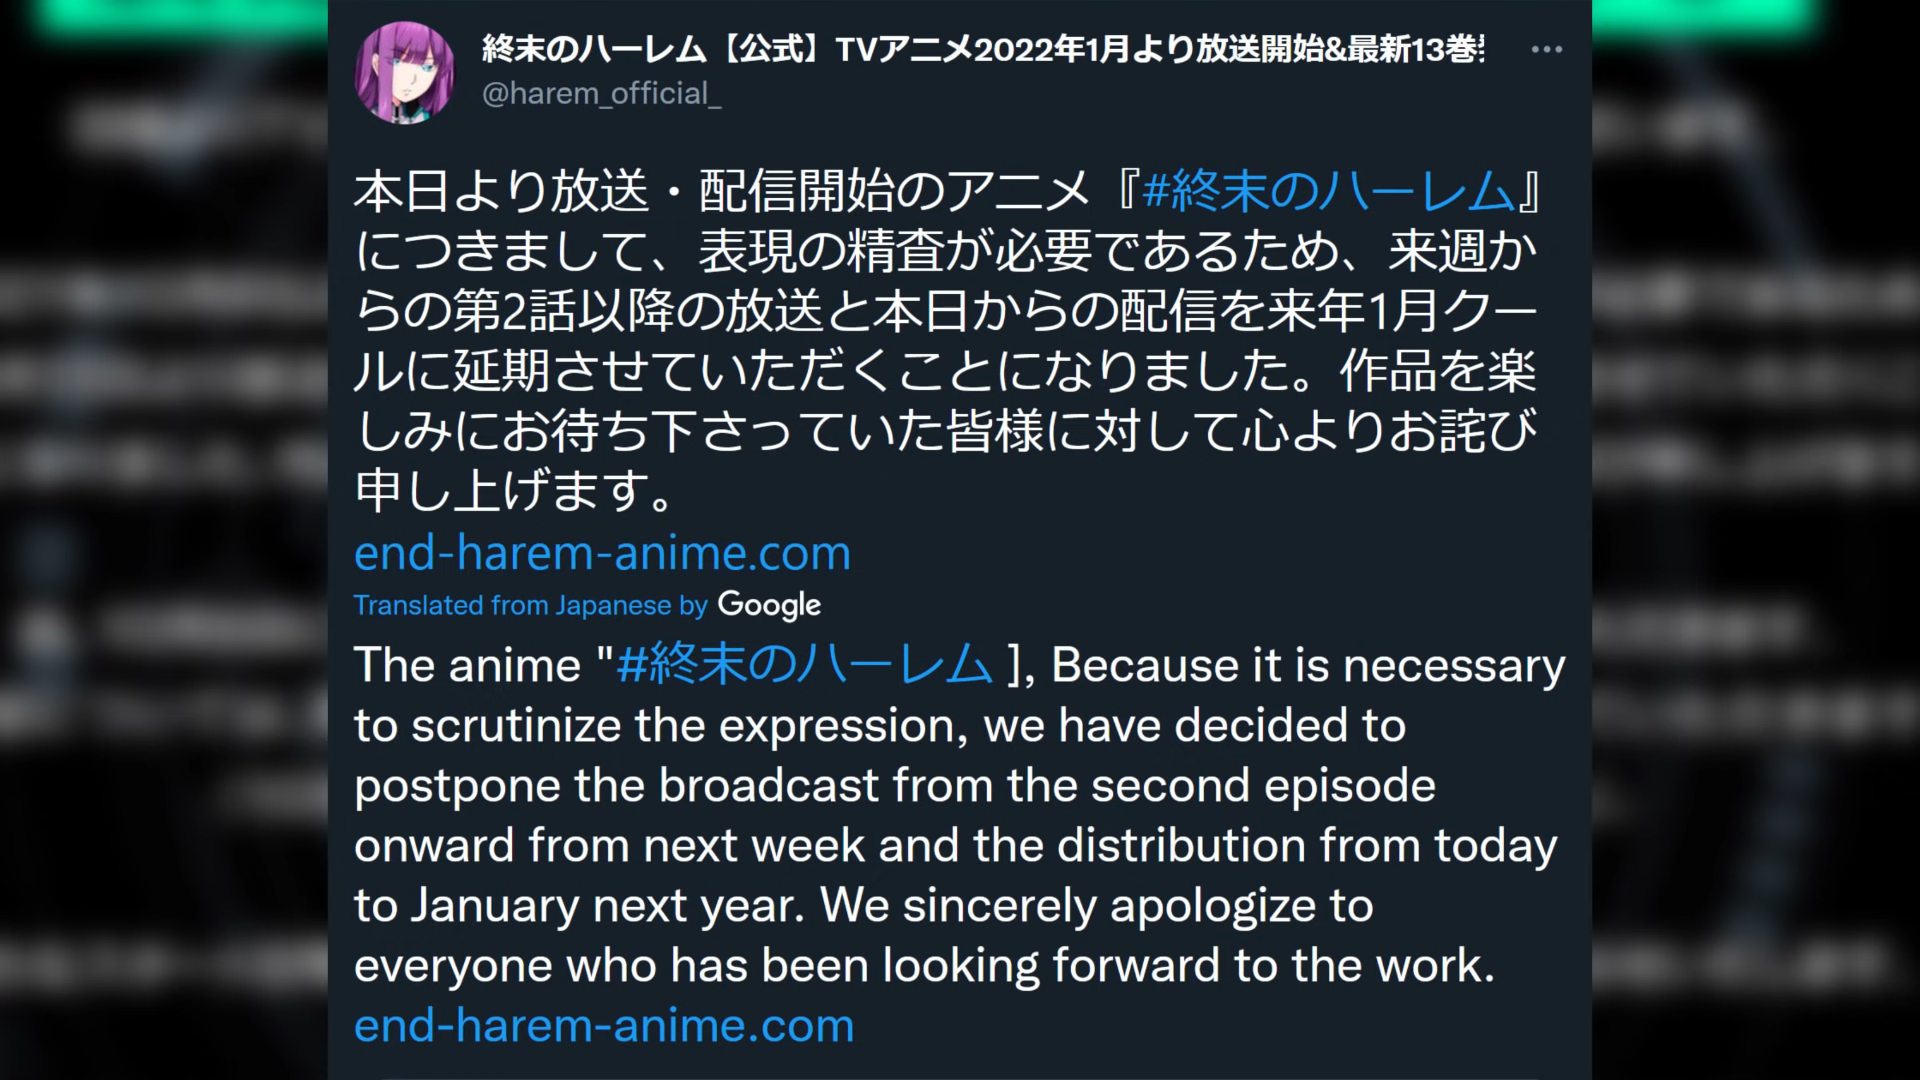 終末のハーレム【公式】TVアニメ2022年1月より放送開始&最新13巻
@harem_official_
本日より放送・配信開始のアニメ『#終末のハーレム』
につきまして、表現の精査が必要であるため、来週か
らの第2話以降の放送と本日からの配信を来年1月クー
ルに延期させていただくことになりました。作品を楽
しみにお待ち下さっていた皆様に対して心よりお詫び
申し上げます。
end-harem-anime.com
Translated from Japanese by Google
The anime "#終末のハーレム ], Because it is necessary
to scrutinize the expression, we have decided to
postpone the broadcast from the second episode
onward from next week and the distribution from today
to January next year. We sincerely apologize to
everyone who has been looking forward to the work.
end-harem-anime.com